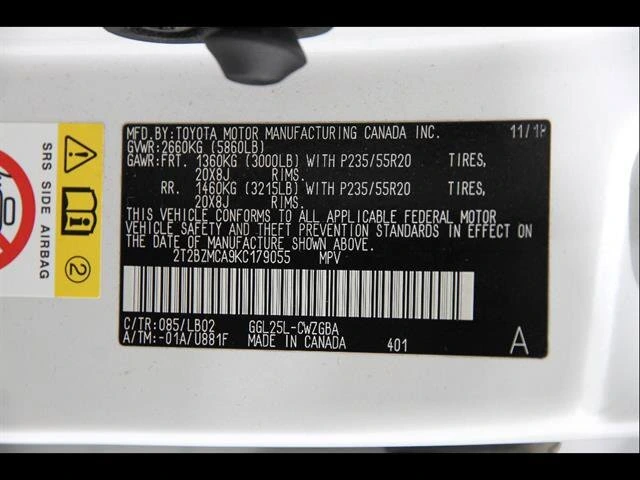 MFD.BY:TOYOTA MOTOR MANUFACTURING CANADA INC. 11/18
GVWR:2660KG (5860LB)
GAWR:FRT. 1360KG (3000LB) WITH P235/55R20 TIRES,
20X8J RIMS.
RR. 1460KG (3215LB) WITH P235/55R20 TIRES,
20X8J RIMS.
THIS VEHICLE CONFORMS TO ALL APPLICABLE FEDERAL MOTOR
VEHICLE SAFETY AND THEFT PREVENTION STANDARDS IN EFFECT ON
THE DATE OF MANUFACTURE SHOWN ABOVE.
2T2BZMCA9KC179055 MPV
C/TR:085/LB02 GGL25L-CWZGBA
A/TM:-01A/U881F MADE IN CANADA 401 A
SRS SIDE AIRBAG
2